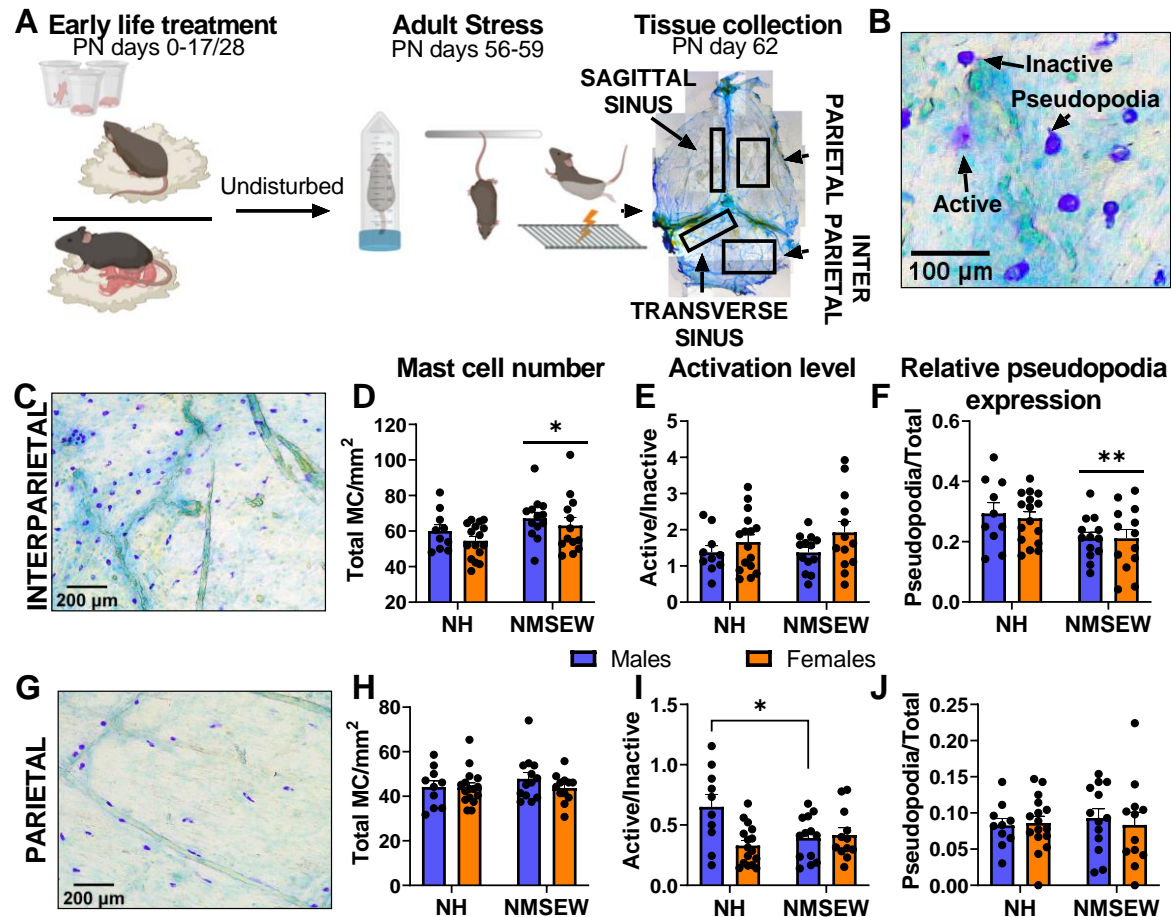 A
Early life treatment
PN days 0-17/28
Undisturbed
Adult Stress
PN days 56-59
Tissue collection
PN day 62
SAGITTAL
SINUS
PARIETAL
INTER
PARIETAL
TRANSVERSE
SINUS
B
Inactive
Pseudopodia
Active
100 µm
Mast cell number
Activation level
Relative pseudopodia
expression
INTERPARIETAL
C
200 µm
D
Total MC/mm²
120
100
80
60
40
20
*
NH
NMSEW
E
Active/Inactive
5
4
3
2
1
0
NH
NMSEW
F
Pseudopodia/Total
0.6
0.4
0.2
0.0
**
NH
NMSEW
Males
Females
PARIETAL
G
200 µm
H
Total MC/mm²
80
60
40
20
0
NH
NMSEW
I
Active/Inactive
1.5
1.0
0.5
0.0
*
NH
NMSEW
J
Pseudopodia/Total
0.25
0.20
0.15
0.10
0.05
0.00
NH
NMSEW